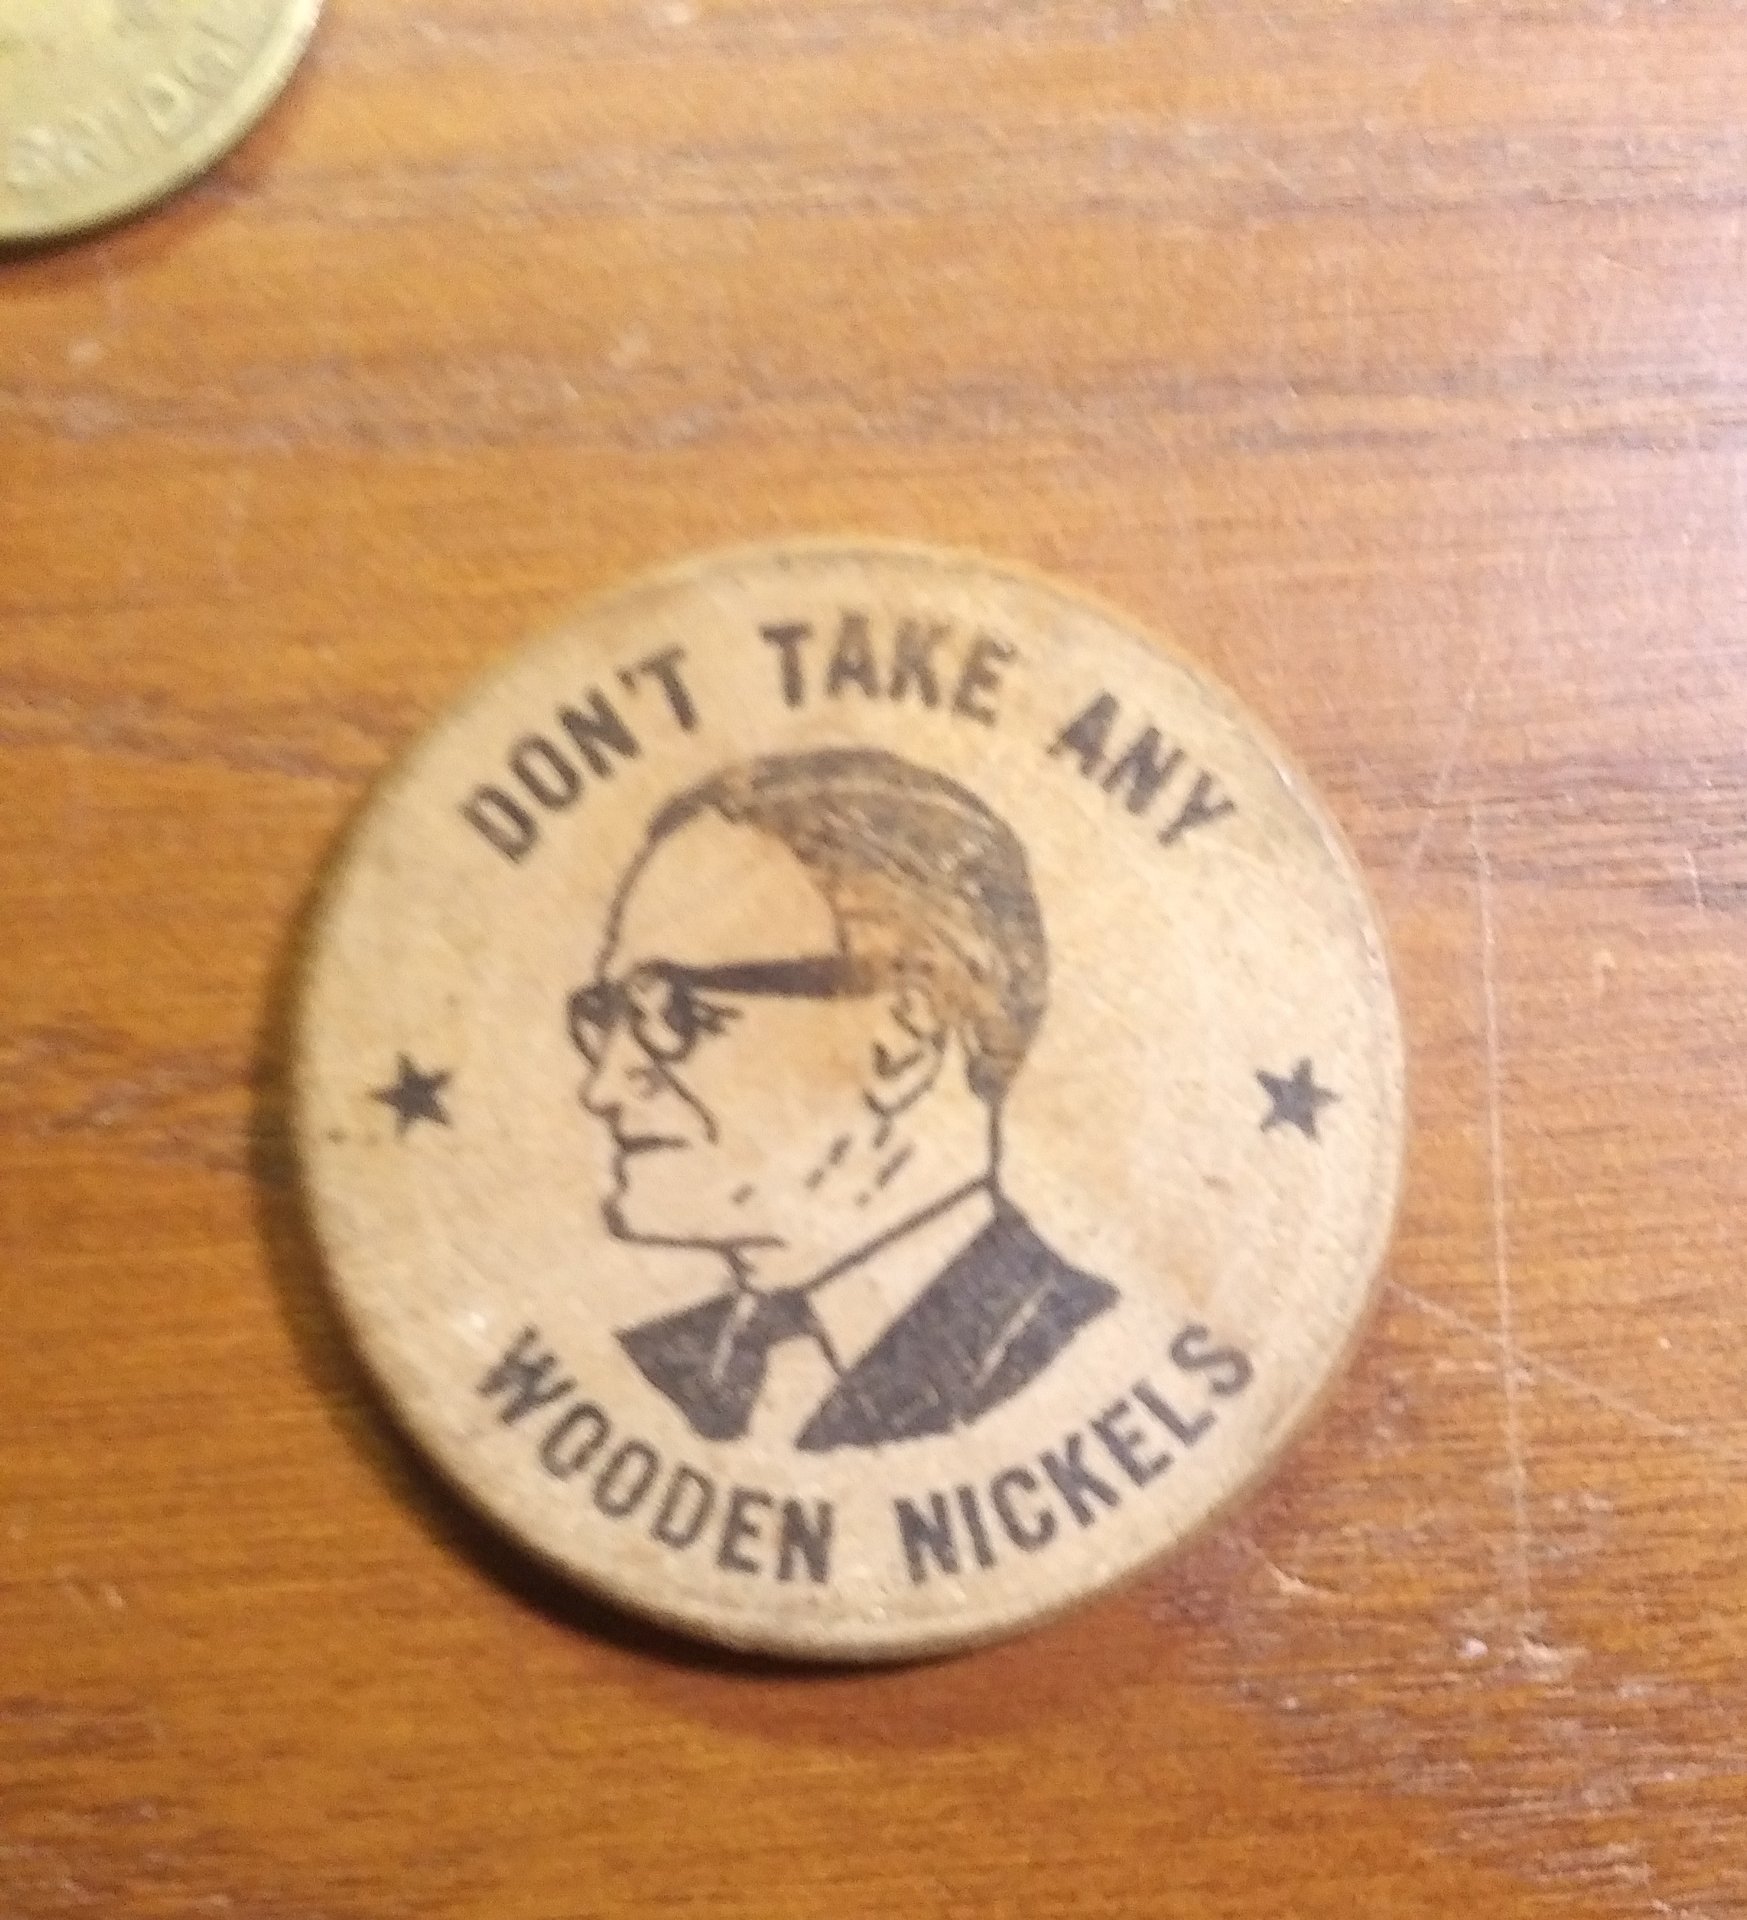 DON'T TAKE ANY
WOODEN NICKELS